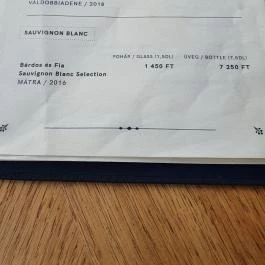 VALDOBBIADENE / 2018
SAUVIGNON BLANC
POHÁR / GLASS (1,5DL) ÜVEG / BOTTLE (7,5DL)
Bárdos és Fia 1 450 FT 7 250 FT
Sauvignon Blanc Selection
MÁTRA / 2016